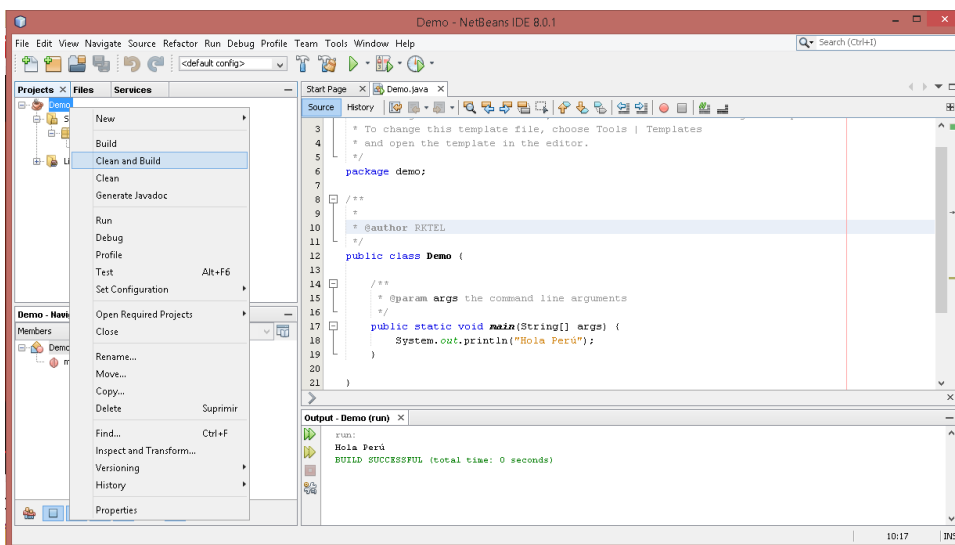 Demo - NetBeans IDE 8.0.1
File Edit View Navigate Source Refactor Run Debug Profile Team Tools Window Help
Search (Ctrl+I)
<default config>
Projects Files Services
Start Page Demo.java
Demo
Source History
S
Li
New
Build
Clean and Build
Clean
Generate Javadoc
Run
Debug
Profile
Test Alt+F6
Set Configuration
Open Required Projects
Close
Rename...
Move...
Copy...
Delete Suprimir
Find... Ctrl+F
Inspect and Transform...
Versioning
History
Properties
Demo - Navi
Members
Demo
m
3 * To change this template file, choose Tools | Templates
4 * and open the template in the editor.
5 */
6 package demo;
7
8 /**
9 *
10 * @author RKTEL
11 */
12 public class Demo {
13
14 /**
15 * @param args the command line arguments
16 */
17 public static void main(String[] args) {
18 System.out.println("Hola Perú");
19 }
20
21 }
Output - Demo (run)
run:
Hola Perú
BUILD SUCCESSFUL (total time: 0 seconds)
10:17 INS